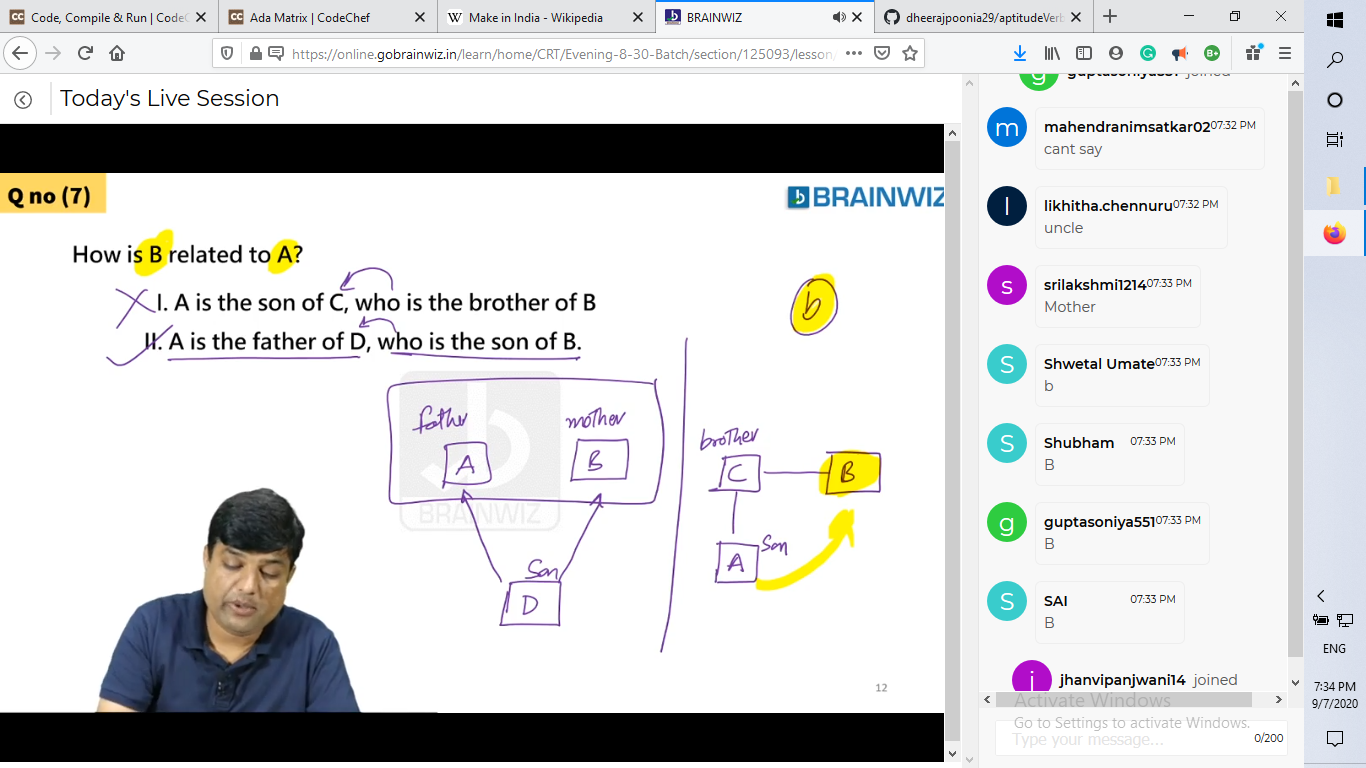 Code, Compile & Run | CodeC
Ada Matrix | CodeChef
Make in India - Wikipedia
BRAINWIZ
dheerajpoonia29/aptitudeVerb
https://online.gobrainwiz.in/learn/home/CRT/Evening-8-30-Batch/section/125093/lesson/
Today's Live Session
Q no (7)
BRAINWIZ
How is B related to A?
I. A is the son of C, who is the brother of B
II. A is the father of D, who is the son of B.
b
father
mother
A
B
BRAINWIZ
Son
D
brother
C
B
A
Son
12
joined
mahendranimsatkar02 07:32 PM
cant say
likhitha.chennuru 07:32 PM
uncle
srilakshmi1214 07:33 PM
Mother
Shwetal Umate 07:33 PM
b
Shubham 07:33 PM
B
guptasoniya551 07:33 PM
B
SAI 07:33 PM
B
jhanvipanjwani14 joined
Activate Windows
Go to Settings to activate Windows.
Type your message...
0/200
ENG
7:34 PM
9/7/2020